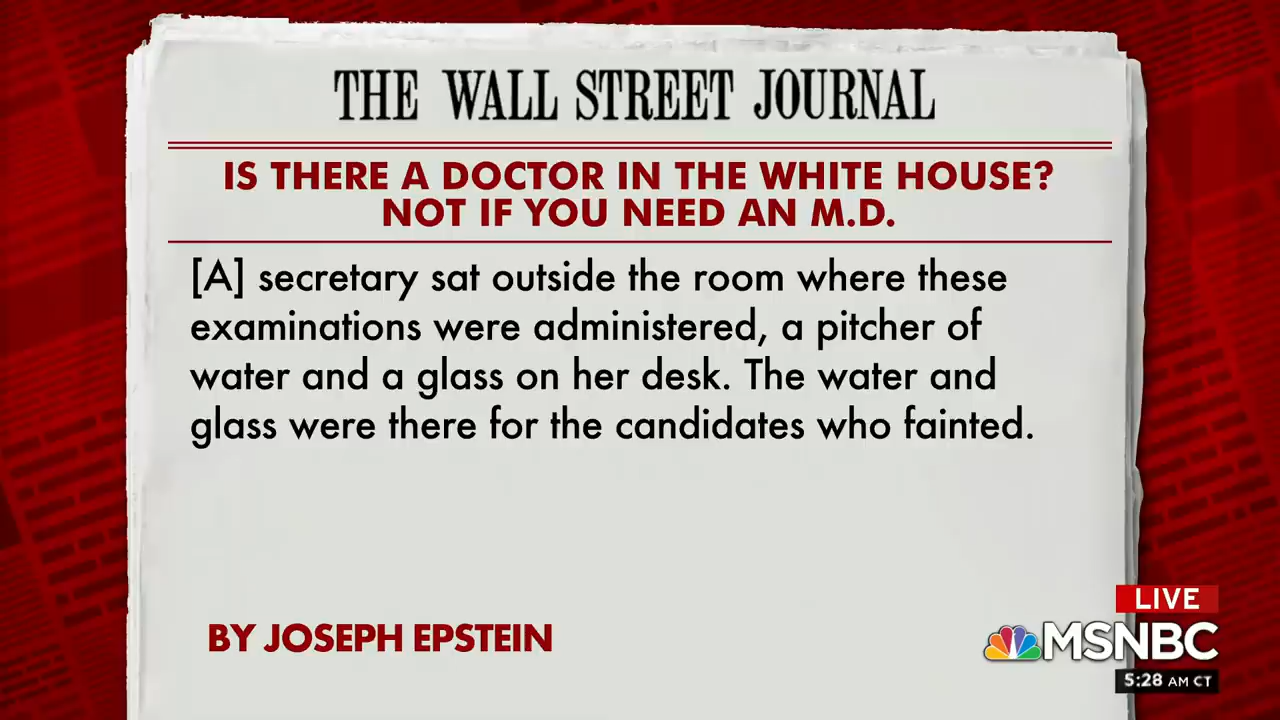 THE WALL STREET JOURNAL
IS THERE A DOCTOR IN THE WHITE HOUSE?
NOT IF YOU NEED AN M.D.
[A] secretary sat outside the room where these
examinations were administered, a pitcher of
water and a glass on her desk. The water and
glass were there for the candidates who fainted.
BY JOSEPH EPSTEIN
LIVE
MSNBC
5:28 AM CT